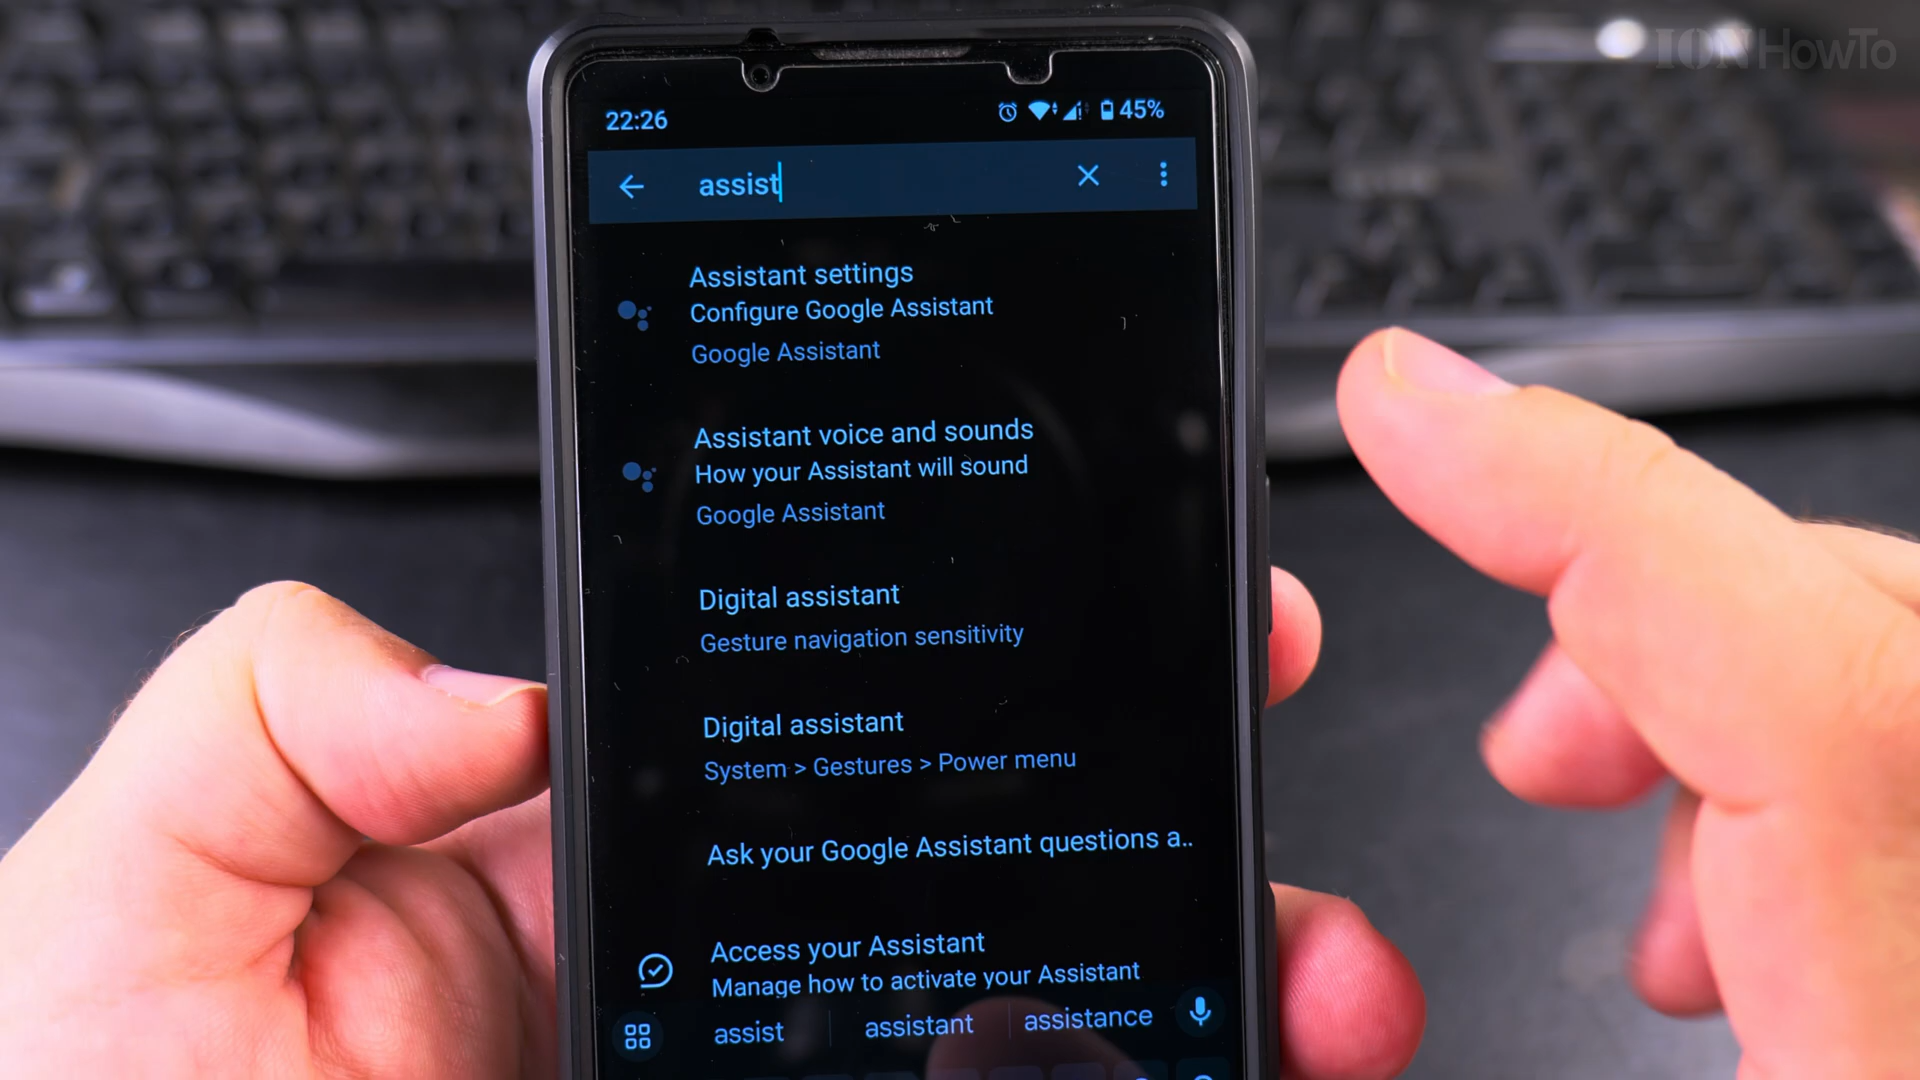 IONHowTo
22:26
45%
assist
Assistant settings
Configure Google Assistant
Google Assistant
Assistant voice and sounds
How your Assistant will sound
Google Assistant
Digital assistant
Gesture navigation sensitivity
Digital assistant
System > Gestures > Power menu
Ask your Google Assistant questions a..
Access your Assistant
Manage how to activate your Assistant
assist assistant assistance